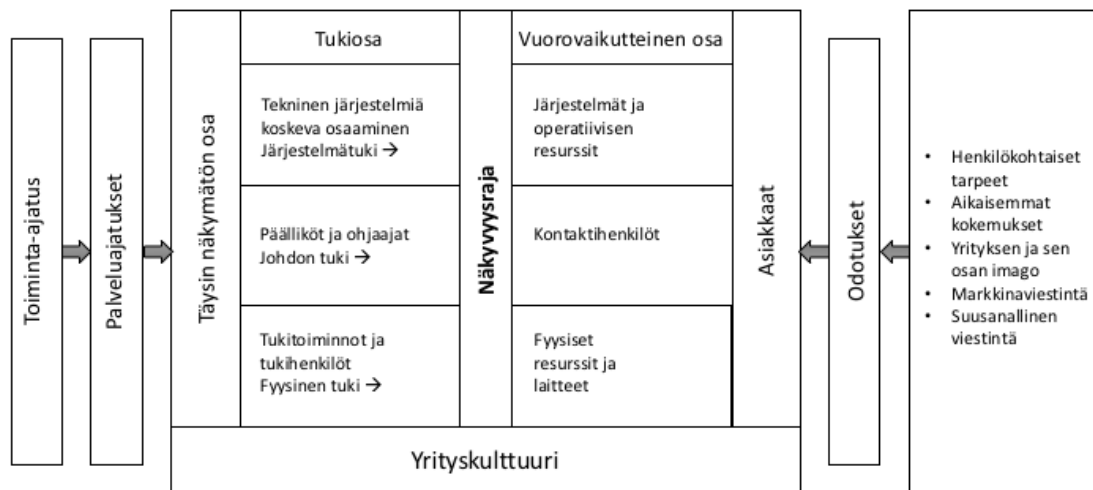 Toiminta-ajatus
Palveluajatukset
Täysin näkymätön osa
Tukiosa
Tekninen järjestelmiä
koskeva osaaminen
Järjestelmätuki →
Päälliköt ja ohjaajat
Johdon tuki →
Tukitoiminnot ja
tukihenkilöt
Fyysinen tuki →
Näkyvyysraja
Vuorovaikutteinen osa
Järjestelmät ja
operatiivisen
resurssit
Kontaktihenkilöt
Fyysiset
resurssit ja
laitteet
Asiakkaat
Yrityskulttuuri
Odotukset
• Henkilökohtaiset
tarpeet
• Aikaisemmat
kokemukset
• Yrityksen ja sen
osan imago
• Markkinaviestintä
• Suusanallinen
viestintä